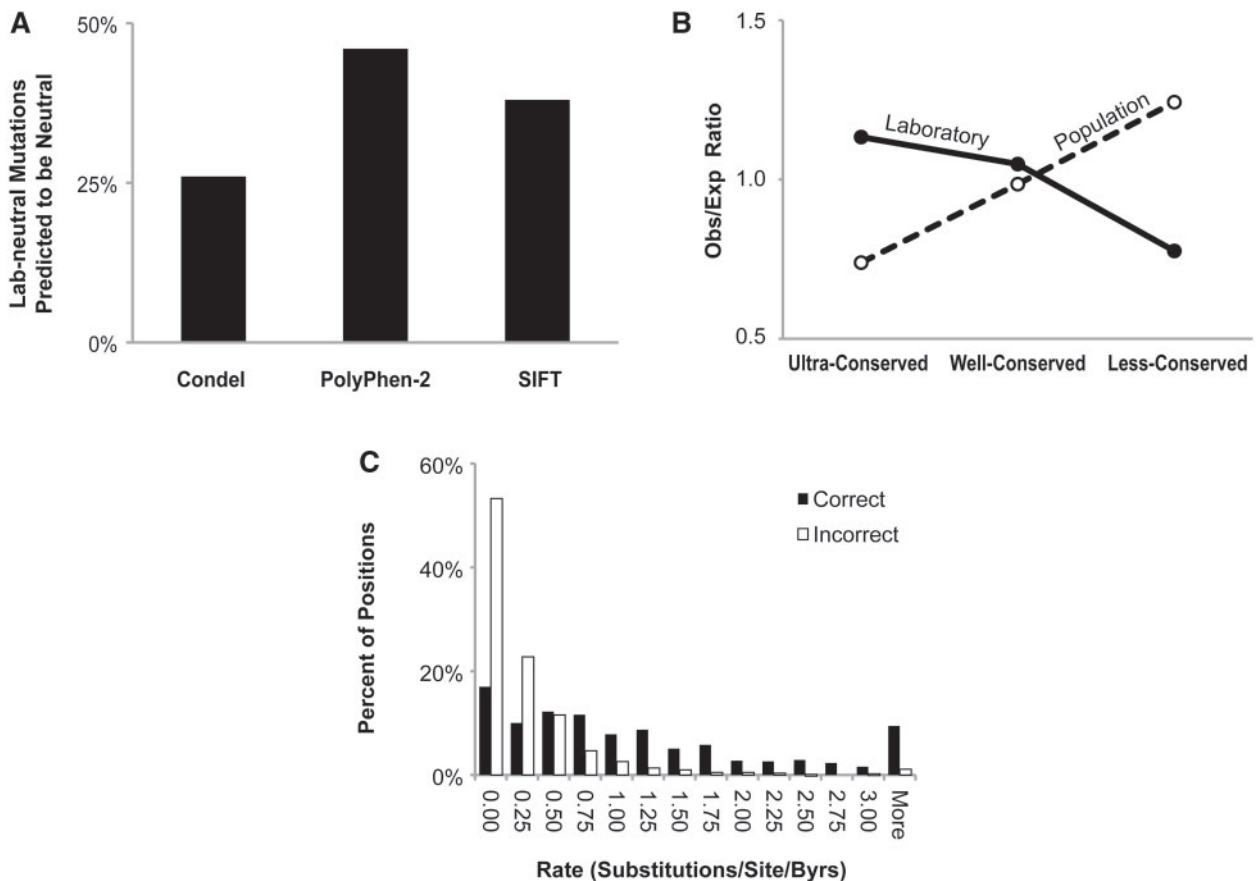 A
50%
25%
0%
Lab-neutral Mutations
Predicted to be Neutral
Condel PolyPhen-2 SIFT
B
1.5
1.0
0.5
Obs/Exp Ratio
Laboratory
Population
Ultra-Conserved Well-Conserved Less-Conserved
C
60%
40%
20%
0%
Percent of Positions
Correct
Incorrect
0.00 0.25 0.50 0.75 1.00 1.25 1.50 1.75 2.00 2.25 2.50 2.75 3.00 More
Rate (Substitutions/Site/Byrs)